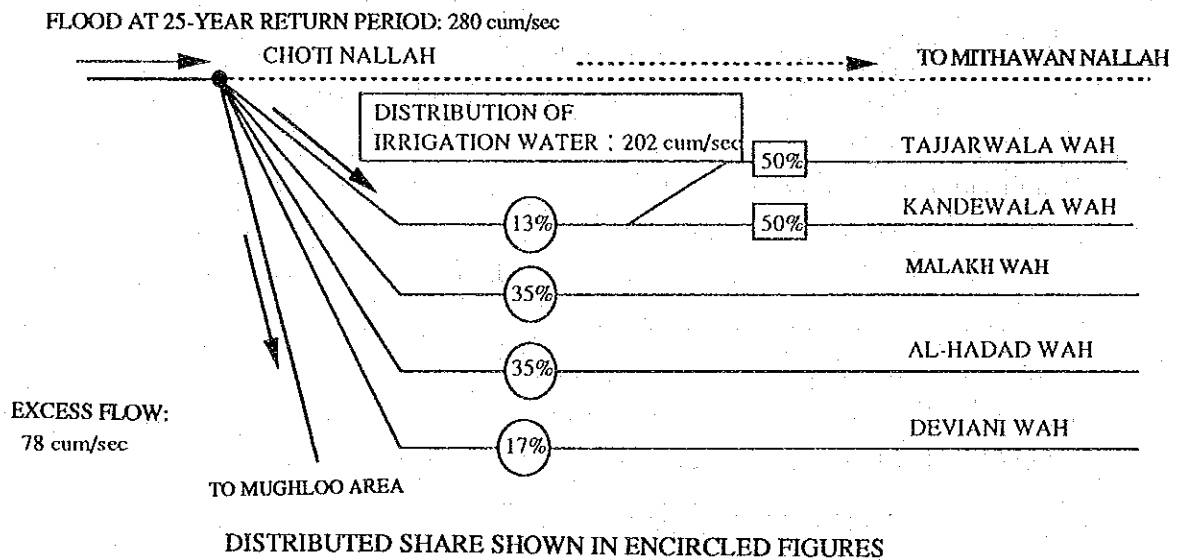 FLOOD AT 25-YEAR RETURN PERIOD: 280 cum/sec
CHOTI NALLAH
TO MITHAWAN NALLAH
DISTRIBUTION OF
IRRIGATION WATER : 202 cum/sec
50%
TAJJARWALA WAH
13%
50%
KANDEWALA WAH
35%
MALAKH WAH
35%
AL-HADAD WAH
EXCESS FLOW:
78 cum/sec
17%
DEVIANI WAH
TO MUGHLOO AREA
DISTRIBUTED SHARE SHOWN IN ENCIRCLED FIGURES